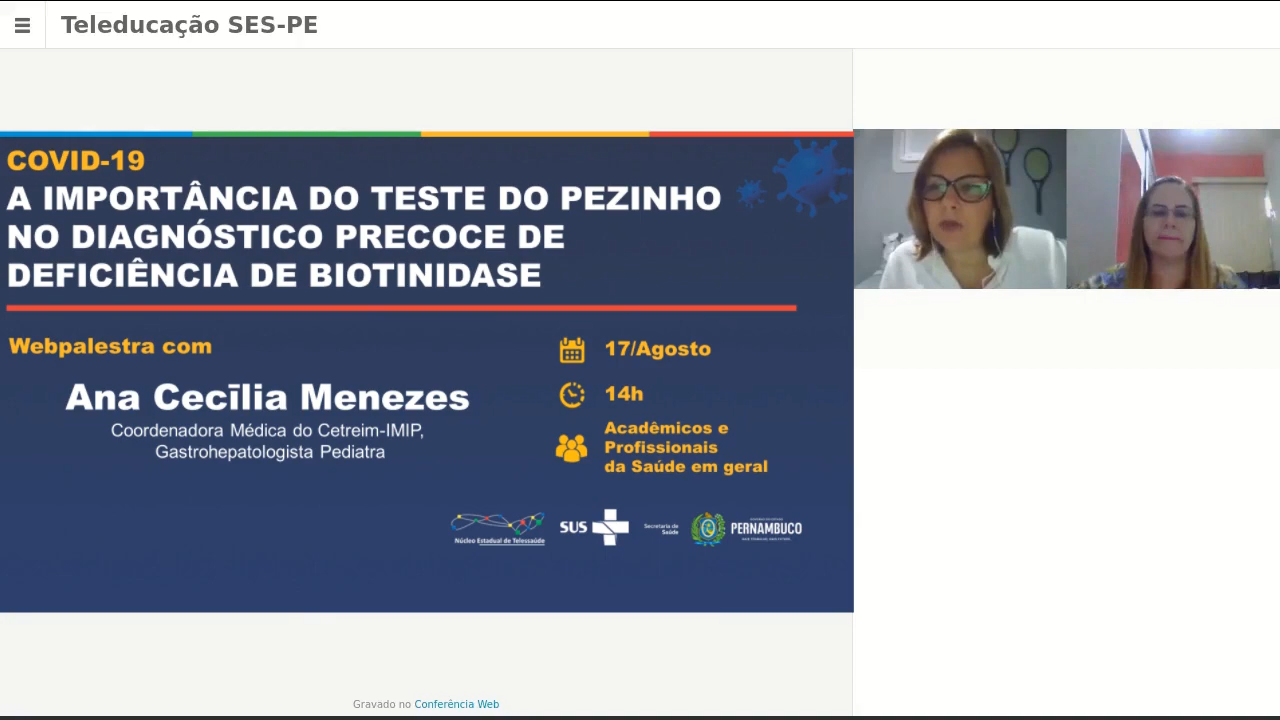 Teleducação SES-PE
COVID-19
A IMPORTÂNCIA DO TESTE DO PEZINHO
NO DIAGNÓSTICO PRECOCE DE
DEFICIÊNCIA DE BIOTINIDASE
Webpalestra com
Ana Cecīlia Menezes
Coordenadora Médica do Cetreim-IMIP,
Gastrohepatologista Pediatra
17/Agosto
14h
Acadêmicos e
Profissionais
da Saúde em geral
Núcleo Estadual de Telessaúde
SUS
Secretaria de
Saúde
PERNAMBUCO
Gravado no Conferência Web